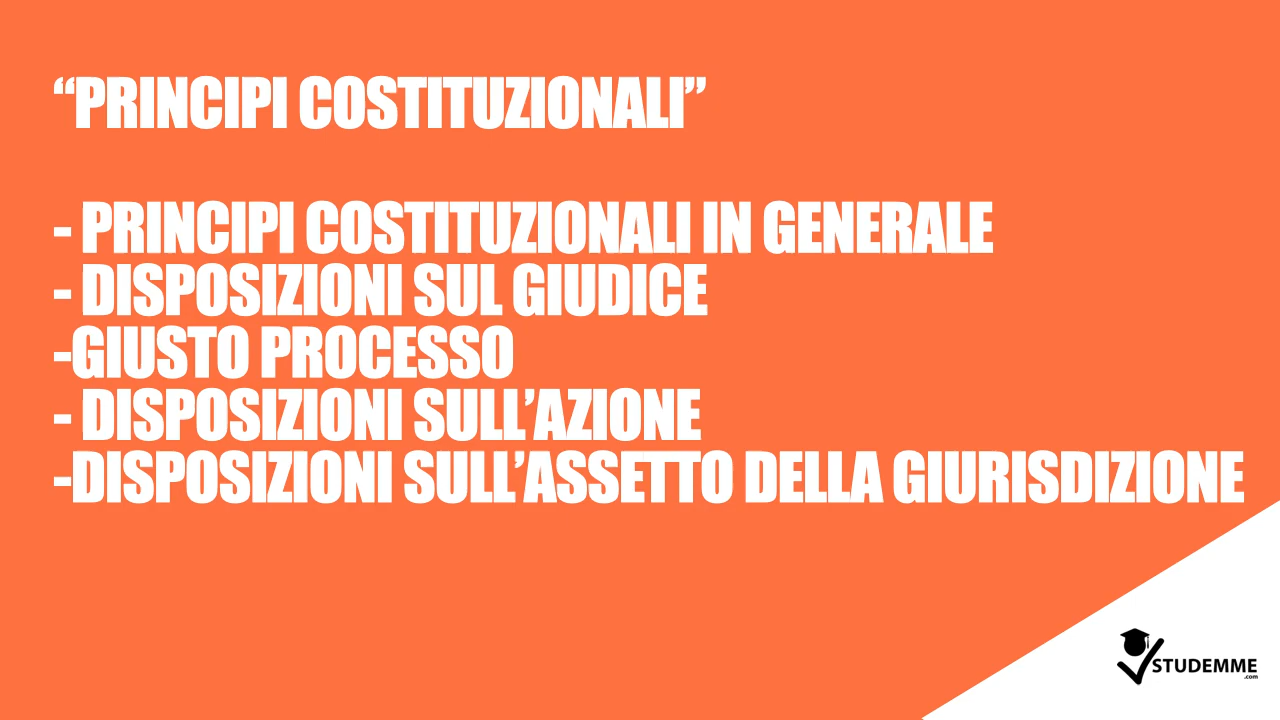 “PRINCIPI COSTITUZIONALI”
- PRINCIPI COSTITUZIONALI IN GENERALE
- DISPOSIZIONI SUL GIUDICE
-GIUSTO PROCESSO
- DISPOSIZIONI SULL’AZIONE
-DISPOSIZIONI SULL’ASSETTO DELLA GIURISDIZIONE
STUDEMME
.com